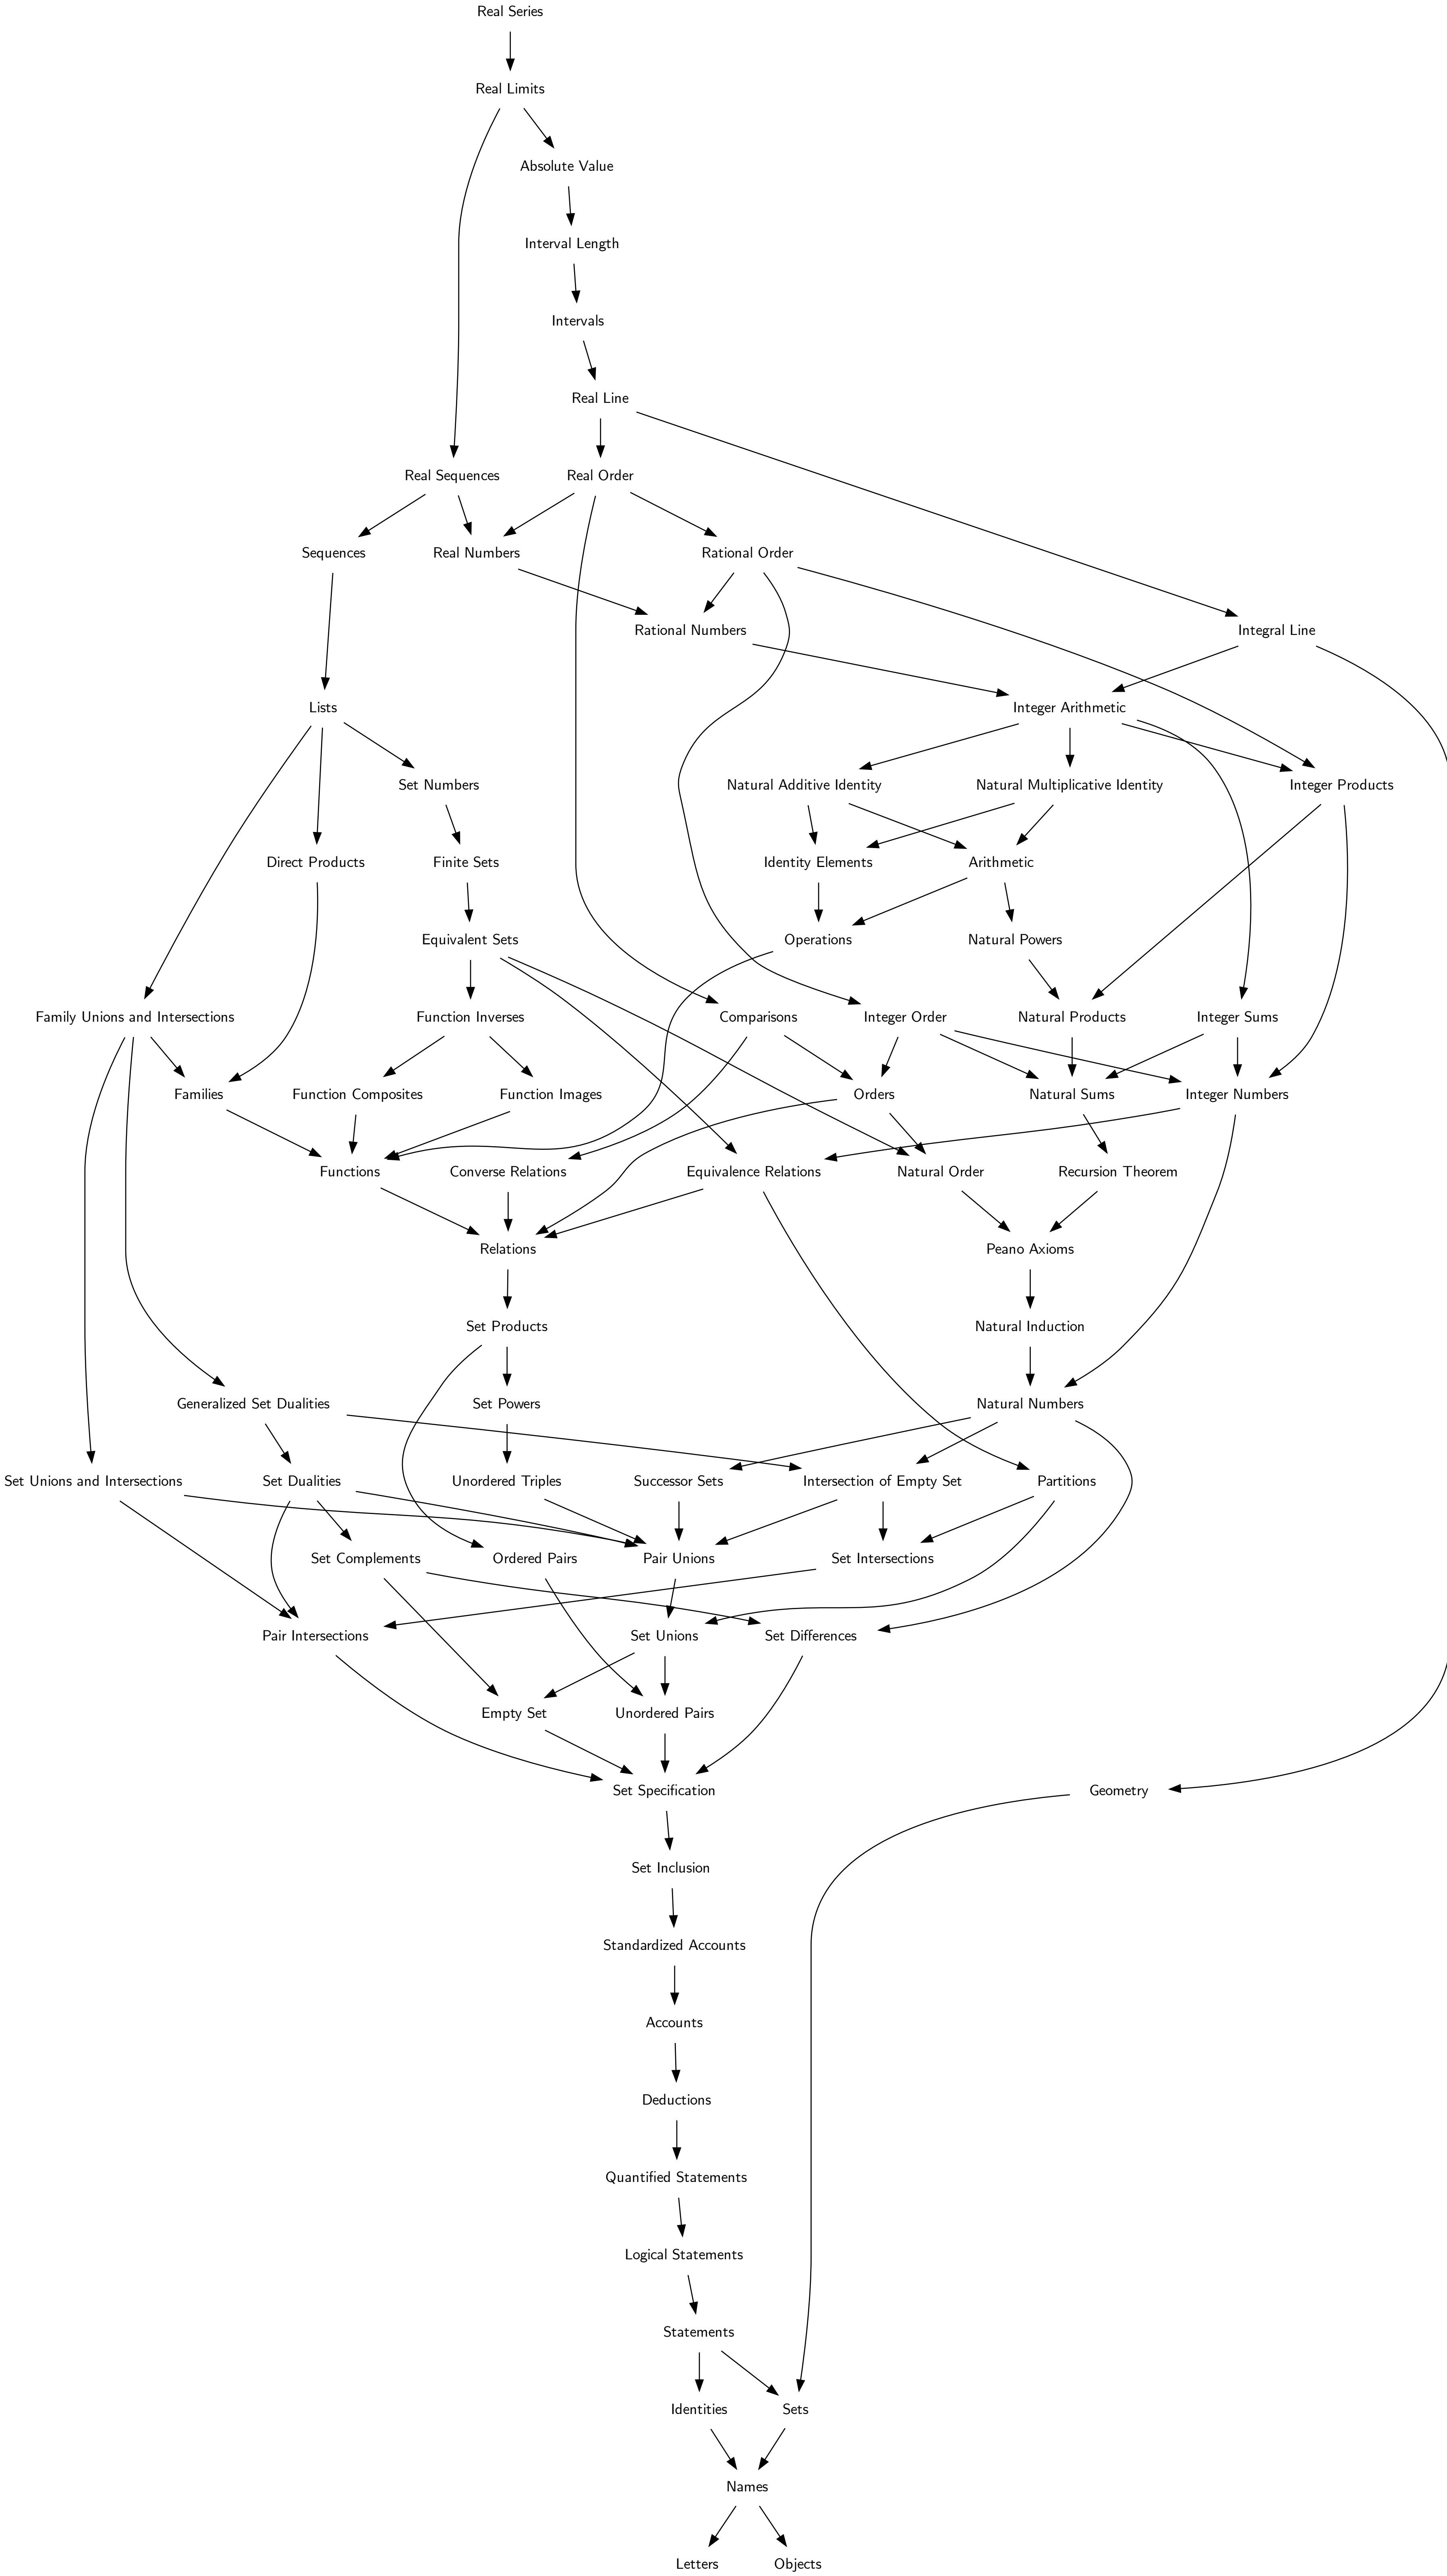 Real Series
Real Limits
Absolute Value
Interval Length
Intervals
Real Line
Real Sequences
Real Order
Sequences
Real Numbers
Rational Order
Rational Numbers
Integral Line
Lists
Integer Arithmetic
Set Numbers
Natural Additive Identity
Natural Multiplicative Identity
Integer Products
Direct Products
Finite Sets
Identity Elements
Arithmetic
Equivalent Sets
Operations
Natural Powers
Family Unions and Intersections
Function Inverses
Comparisons
Integer Order
Natural Products
Integer Sums
Families
Function Composites
Function Images
Orders
Natural Sums
Integer Numbers
Functions
Converse Relations
Equivalence Relations
Natural Order
Recursion Theorem
Relations
Peano Axioms
Set Products
Natural Induction
Generalized Set Dualities
Set Powers
Natural Numbers
Set Unions and Intersections
Set Dualities
Unordered Triples
Successor Sets
Intersection of Empty Set
Partitions
Set Complements
Ordered Pairs
Pair Unions
Set Intersections
Pair Intersections
Set Unions
Set Differences
Empty Set
Unordered Pairs
Set Specification
Geometry
Set Inclusion
Standardized Accounts
Accounts
Deductions
Quantified Statements
Logical Statements
Statements
Identities
Sets
Names
Letters
Objects